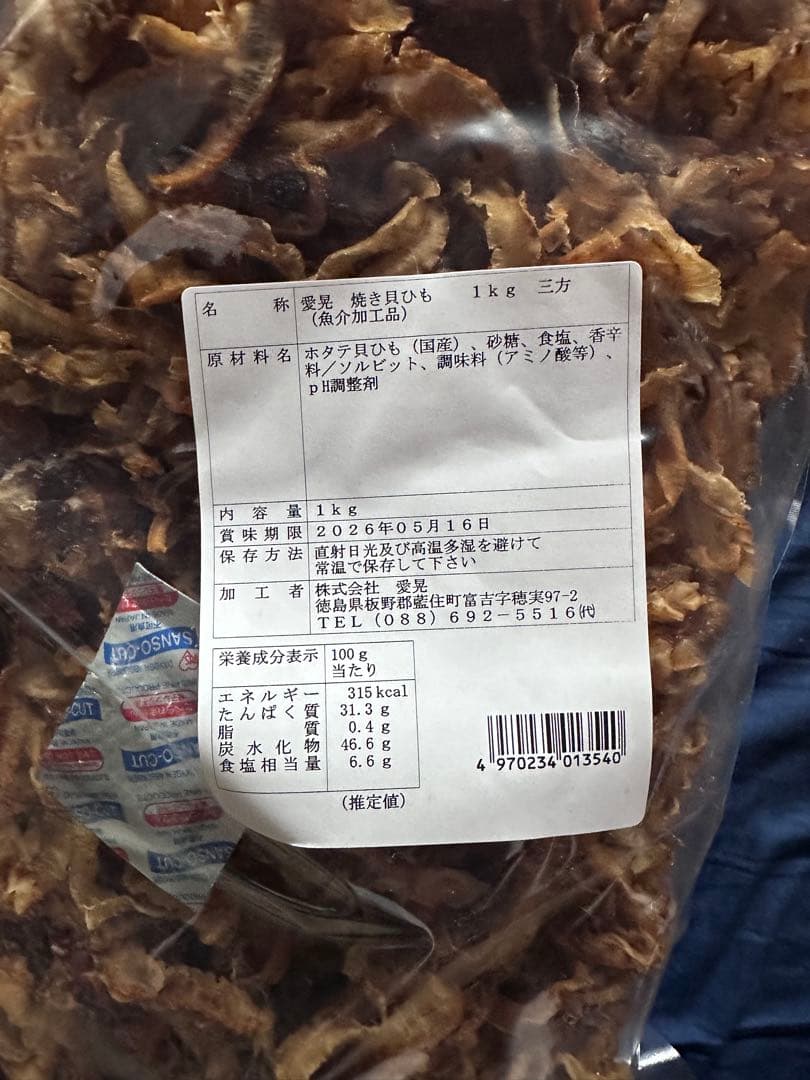 名称 愛晃 焼き貝ひも 1kg 三方
（魚介加工品）
原材料名 ホタテ貝ひも（国産）、砂糖、食塩、香辛
料／ソルビット、調味料（アミノ酸等）、
pH調整剤
内容量 1kg
賞味期限 2026年05月16日
保存方法 直射日光及び高温多湿を避けて
常温で保存して下さい
加工者 株式会社 愛晃
徳島県板野郡藍住町富吉字穂実97-2
TEL（088）692-5516㈹
栄養成分表示 100g
当たり
エネルギー 315kcal
たんぱく質 31.3g
脂質 0.4g
炭水化物 46.6g
食塩相当量 6.6g
（推定値）
4 970234 013540
SANSO-CUT
SANSO-CUT